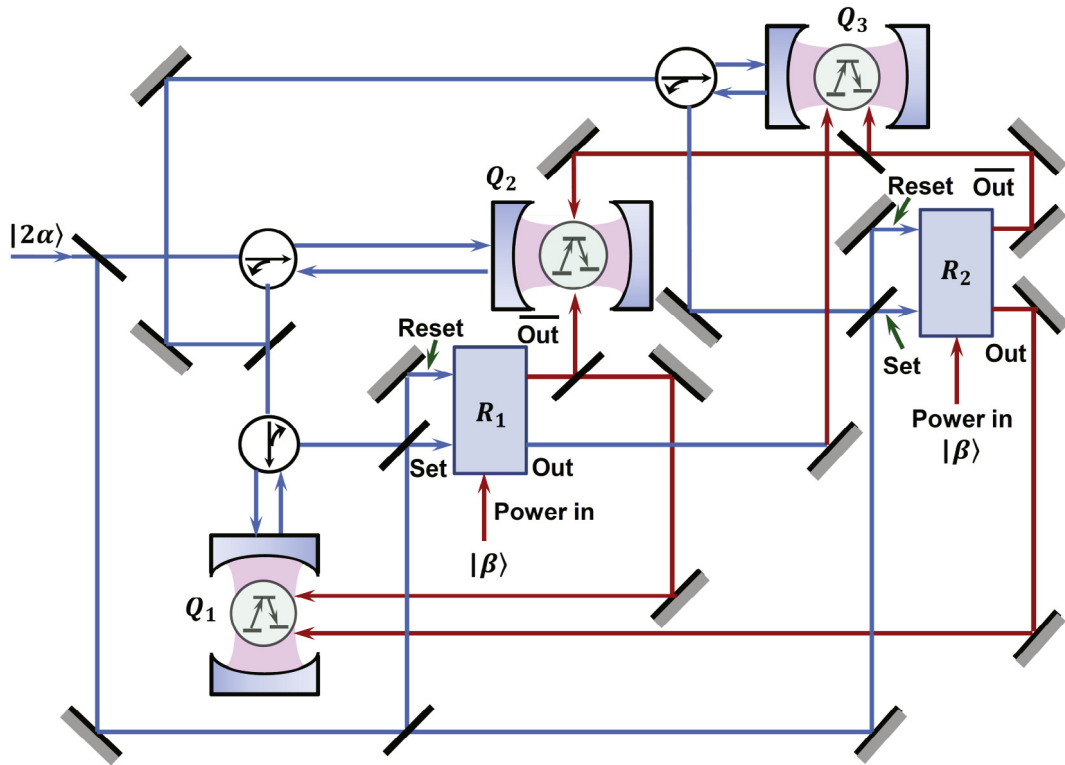 Q₃
Q₂
Reset
Out
|2α⟩
R₂
Out
Reset
Out
Set
R₁
Power in
|β⟩
Set
Out
Power in
|β⟩
Q₁